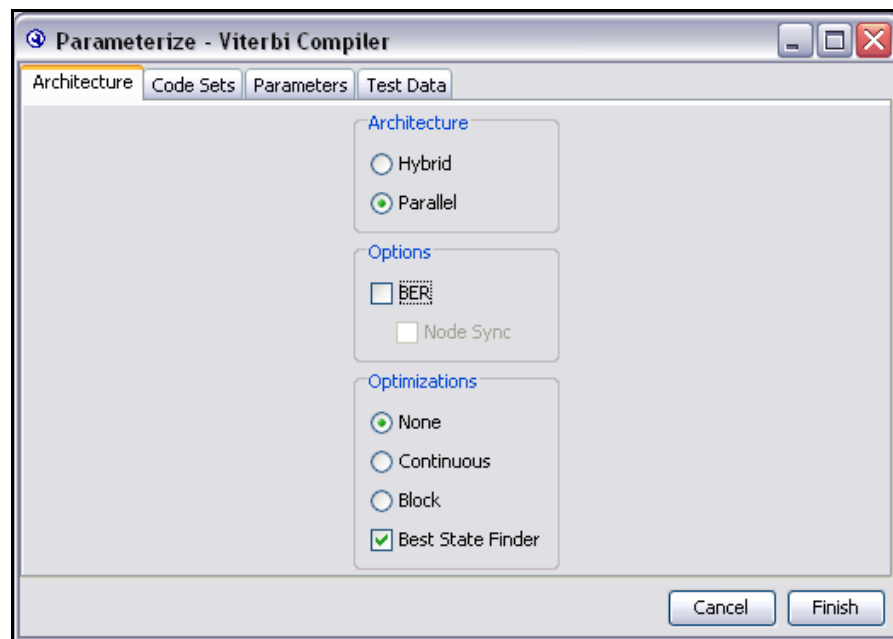 Parameterize - Viterbi Compiler
Architecture Code Sets Parameters Test Data
Architecture
Hybrid
Parallel
Options
BER
Node Sync
Optimizations
None
Continuous
Block
Best State Finder
Cancel Finish